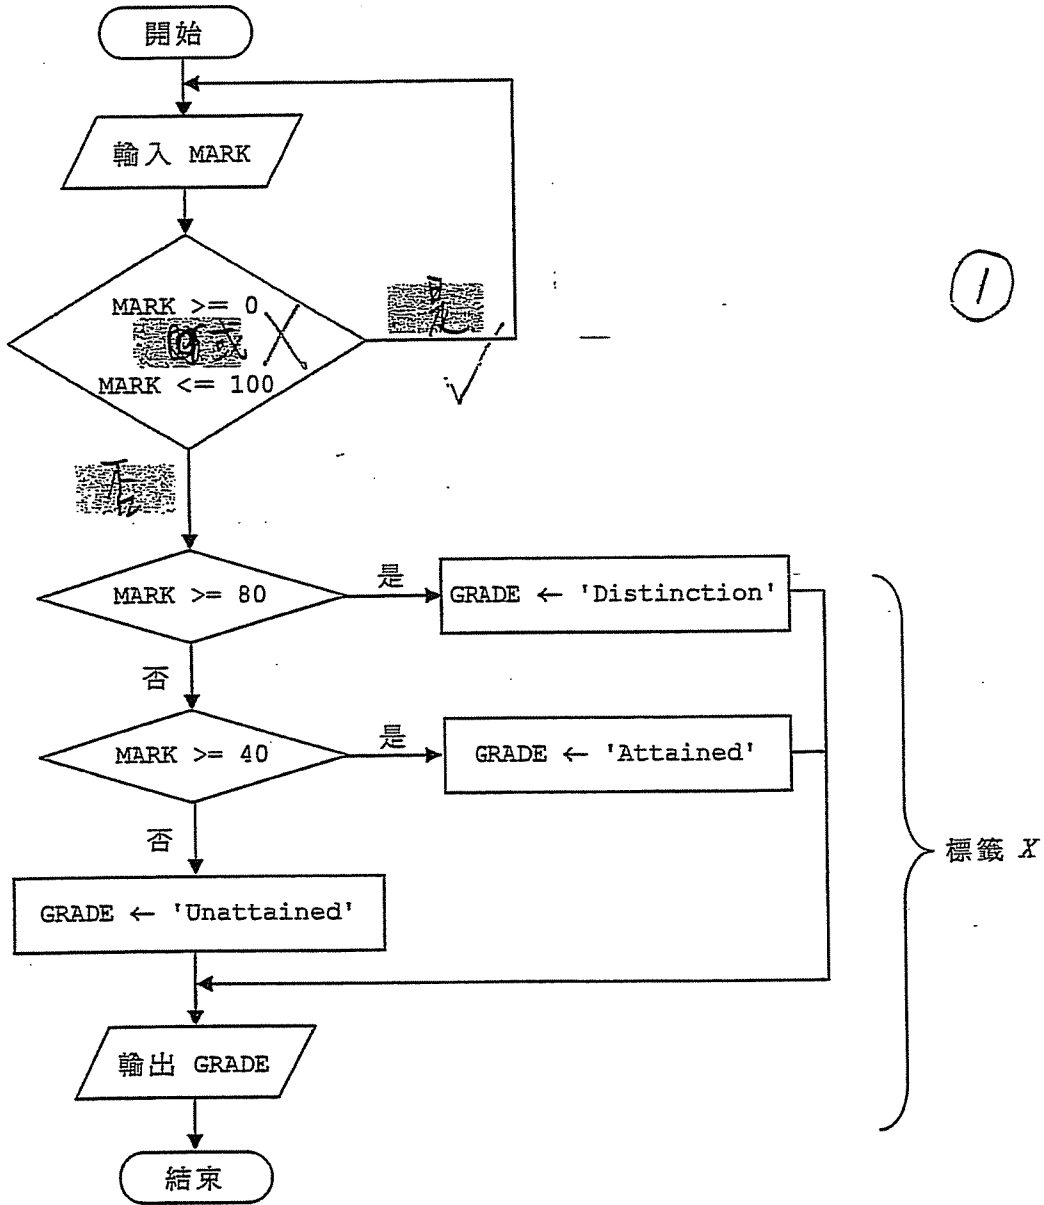 開始
輸入 MARK
MARK >= 0
或
MARK <= 100
是
①
否
MARK >= 80
是
GRADE ← 'Distinction'
否
MARK >= 40
是
GRADE ← 'Attained'
否
GRADE ← 'Unattained'
標籤 X
輸出 GRADE
結束